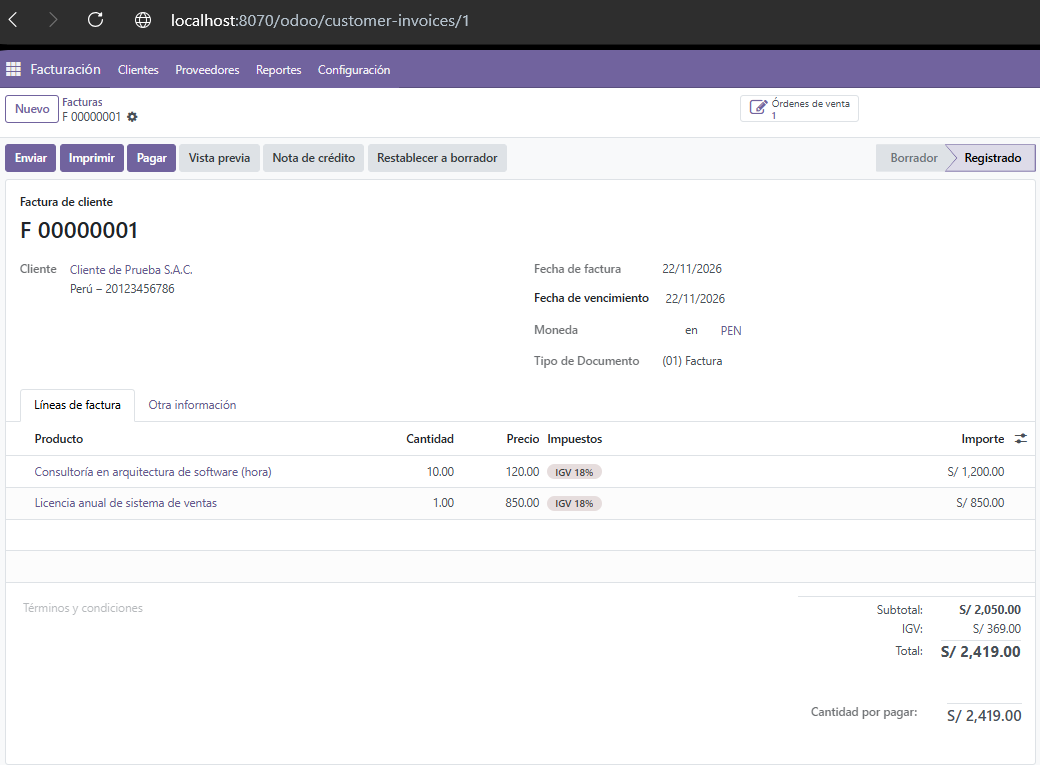 localhost:8070/odoo/customer-invoices/1
Facturación Clientes Proveedores Reportes Configuración
Nuevo
Facturas
F 00000001
Órdenes de venta
1
Enviar Imprimir Pagar Vista previa Nota de crédito Restablecer a borrador Borrador Registrado
Factura de cliente
F 00000001
Cliente Cliente de Prueba S.A.C.
Perú – 20123456786
Fecha de factura 22/11/2026
Fecha de vencimiento 22/11/2026
Moneda en PEN
Tipo de Documento (01) Factura
Líneas de factura Otra información
Producto Cantidad Precio Impuestos Importe
Consultoría en arquitectura de software (hora) 10.00 120.00 IGV 18% S/ 1,200.00
Licencia anual de sistema de ventas 1.00 850.00 IGV 18% S/ 850.00
Términos y condiciones
Subtotal: S/ 2,050.00
IGV: S/ 369.00
Total: S/ 2,419.00
Cantidad por pagar: S/ 2,419.00